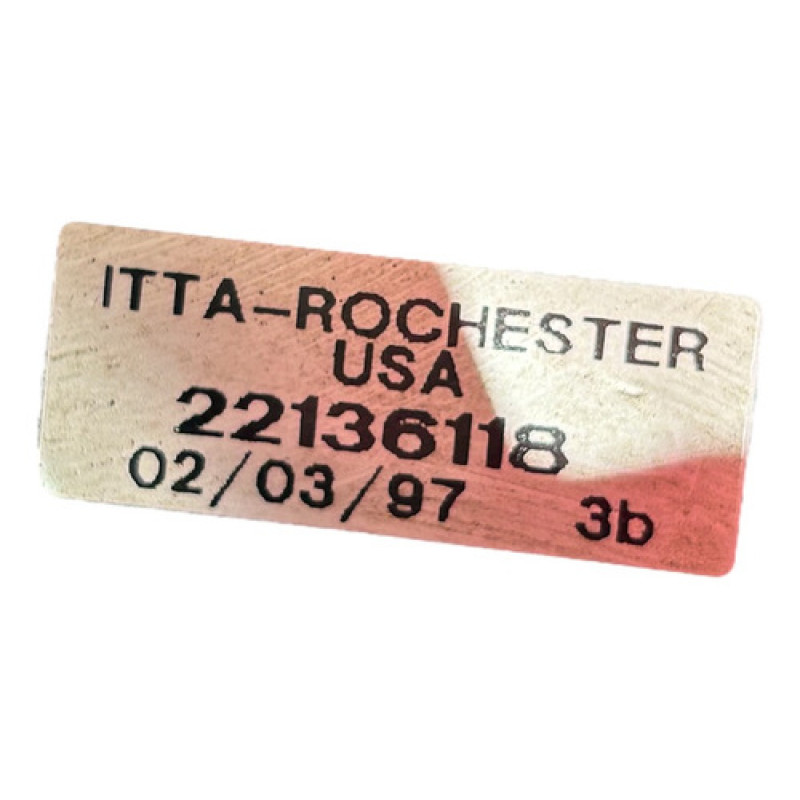 ITTA-ROCHESTER
USA
22136118
02/03/97 3b